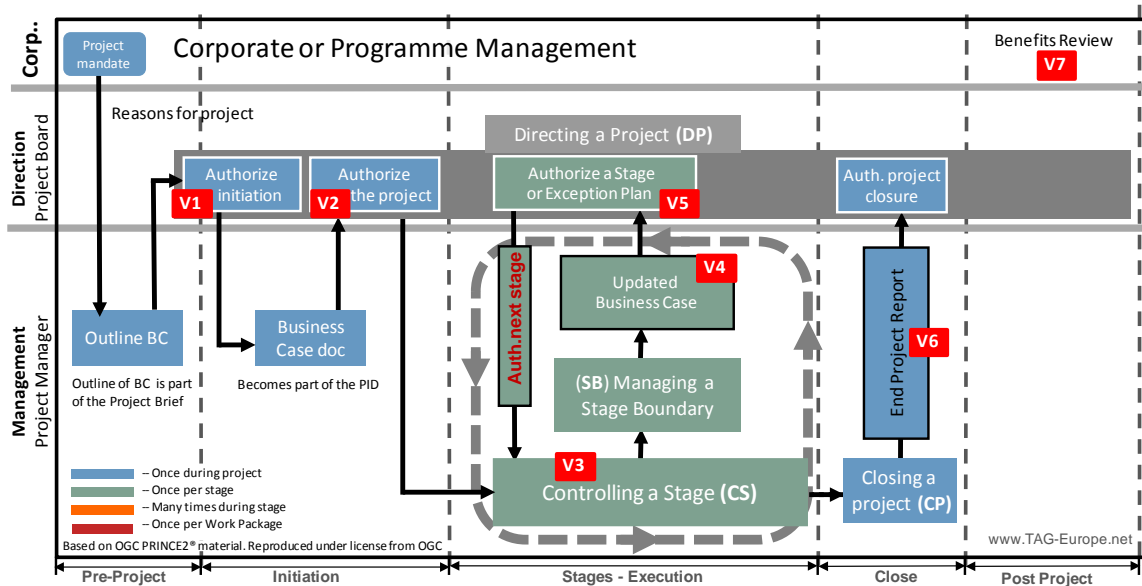 Corp..
Project
mandate
Corporate or Programme Management
Benefits Review
V7
Reasons for project
Direction
Project Board
Directing a Project (DP)
Authorize
initiation
V1
Authorize
the project
V2
Authorize a Stage
or Exception Plan
V5
Auth. project
closure
Management
Project Manager
Outline BC
Outline of BC is part
of the Project Brief
Business
Case doc
Becomes part of the PID
Auth.next stage
Updated
Business Case
V4
(SB) Managing a
Stage Boundary
V3
Controlling a Stage (CS)
End Project Report
V6
Closing a
project (CP)
-- Once during project
-- Once per stage
-- Many times during stage
-- Once per Work Package
Based on OGC PRINCE2® material. Reproduced under license from OGC
www.TAG-Europe.net
Pre-Project
Initiation
Stages - Execution
Close
Post Project